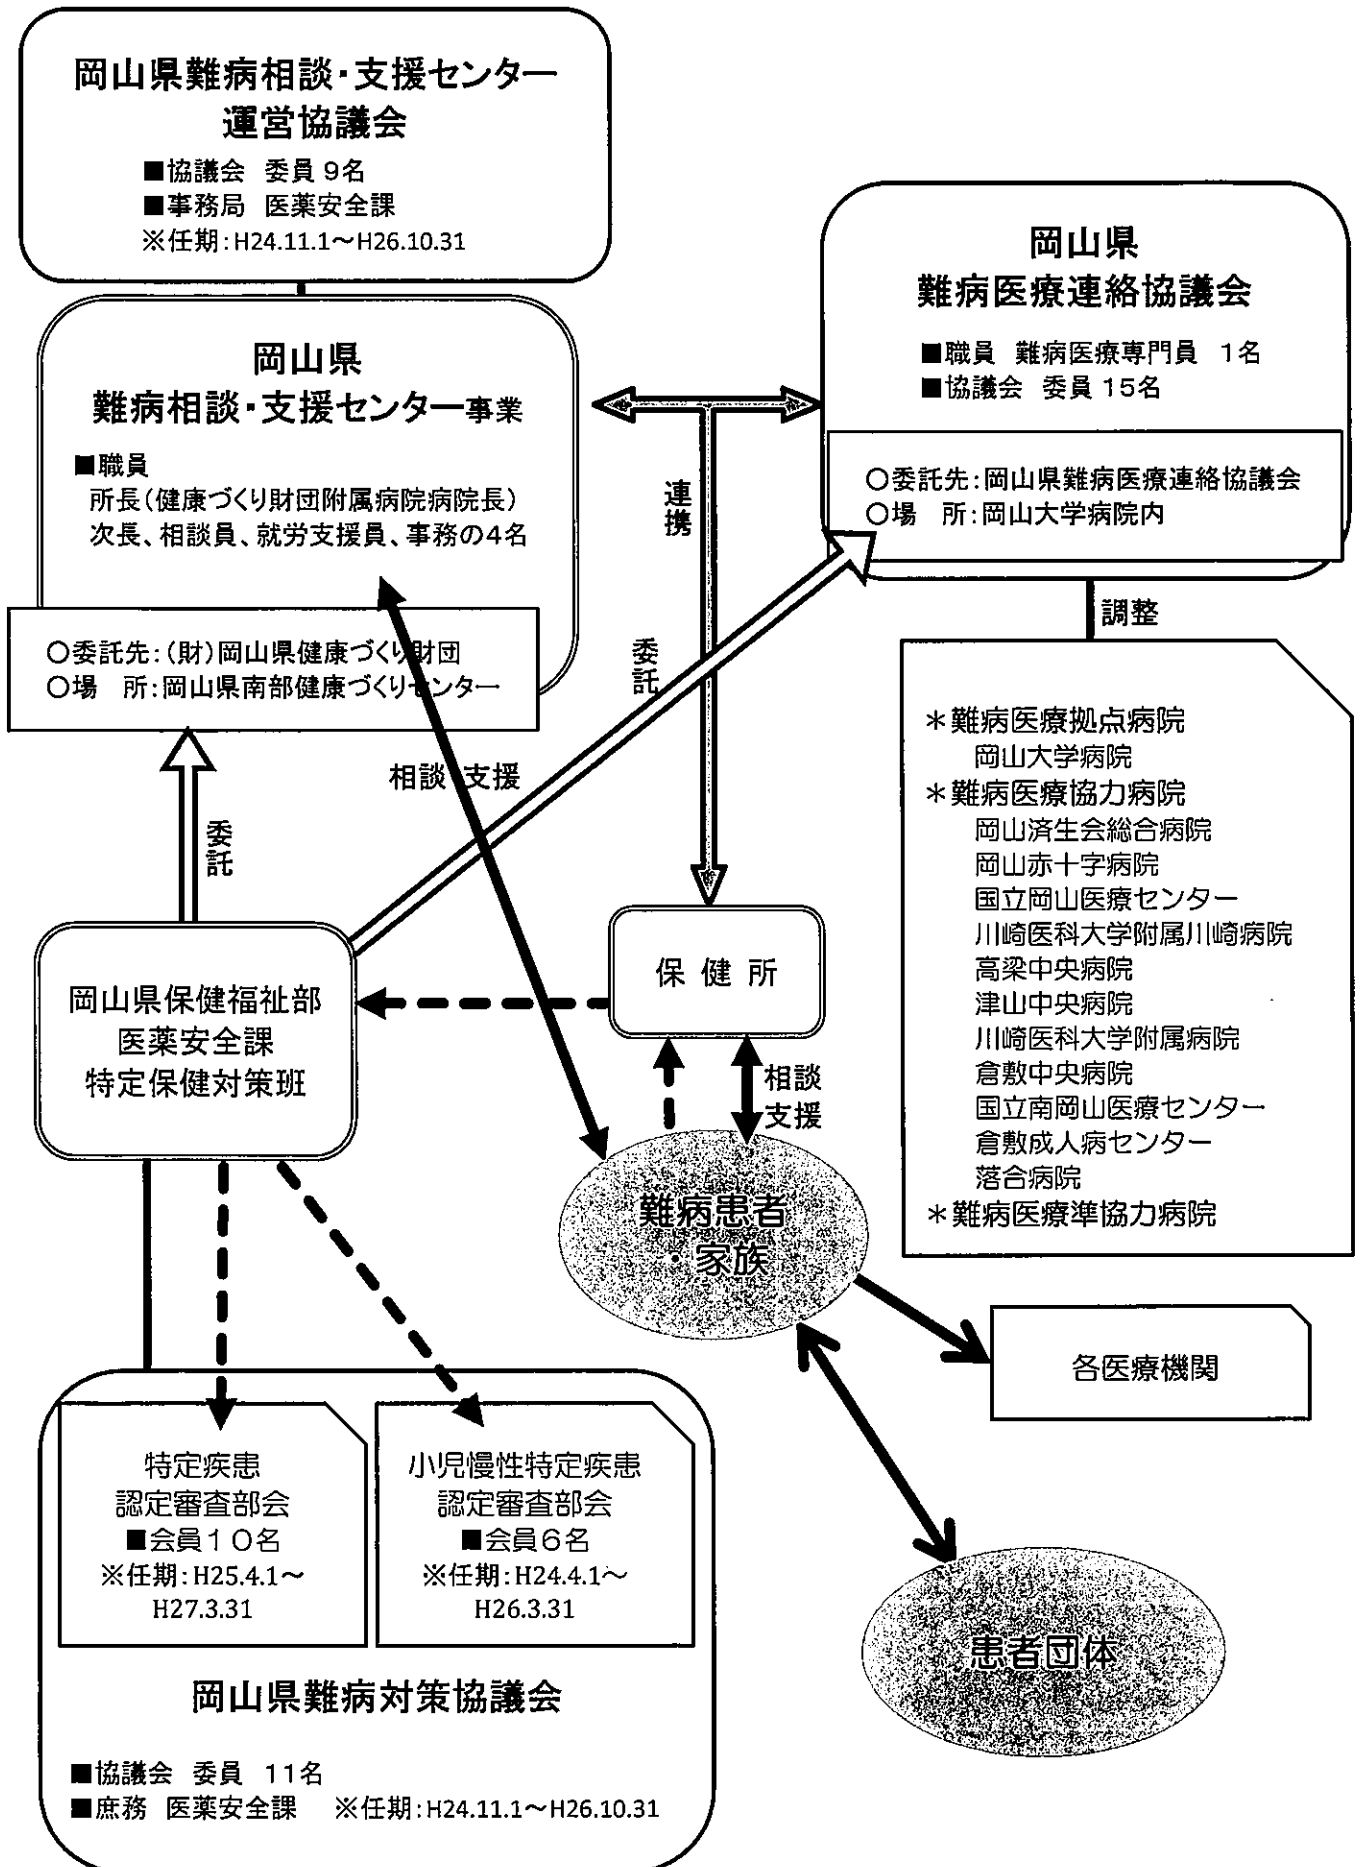 岡山県難病相談・支援センター
運営協議会
■協議会 委員 9名
■事務局 医薬安全課
※任期:H24.11.1～H26.10.31
岡山県
難病相談・支援センター事業
■職員
所長(健康づくり財団附属病院病院長)
次長、相談員、就労支援員、事務の4名
○委託先:(財)岡山県健康づくり財団
○場 所:岡山県南部健康づくりセンター
岡山県
難病医療連絡協議会
■職員 難病医療専門員 1名
■協議会 委員 15名
○委託先:岡山県難病医療連絡協議会
○場 所:岡山大学病院内
連携
委託
調整
相談 支援
委託
＊難病医療拠点病院
岡山大学病院
＊難病医療協力病院
岡山済生会総合病院
岡山赤十字病院
国立岡山医療センター
川崎医科大学附属川崎病院
高梁中央病院
津山中央病院
川崎医科大学附属病院
倉敷中央病院
国立南岡山医療センター
倉敷成人病センター
落合病院
＊難病医療準協力病院
岡山県保健福祉部
医薬安全課
特定保健対策班
保健所
相談
支援
難病患者
・家族
各医療機関
患者団体
特定疾患
認定審査部会
■会員10名
※任期:H25.4.1～
H27.3.31
小児慢性特定疾患
認定審査部会
■会員6名
※任期:H24.4.1～
H26.3.31
岡山県難病対策協議会
■協議会 委員 11名
■庶務 医薬安全課 ※任期:H24.11.1～H26.10.31